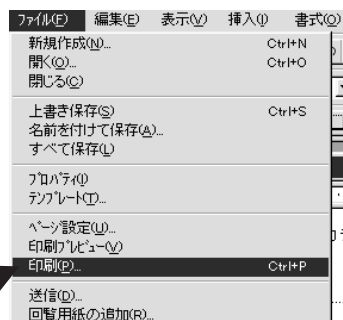 ファイル(F) 編集(E) 表示(V) 挿入(I) 書式(O)
新規作成(N)... Ctrl+N
開く(O)... Ctrl+O
閉じる(C)
上書き保存(S) Ctrl+S
名前を付けて保存(A)...
すべて保存(L)
プロパティ(I)
テンプレート(T)...
ページ設定(U)...
印刷プレビュー(V)
印刷(P)... Ctrl+P
送信(D)...
回覧用紙の追加(R)...